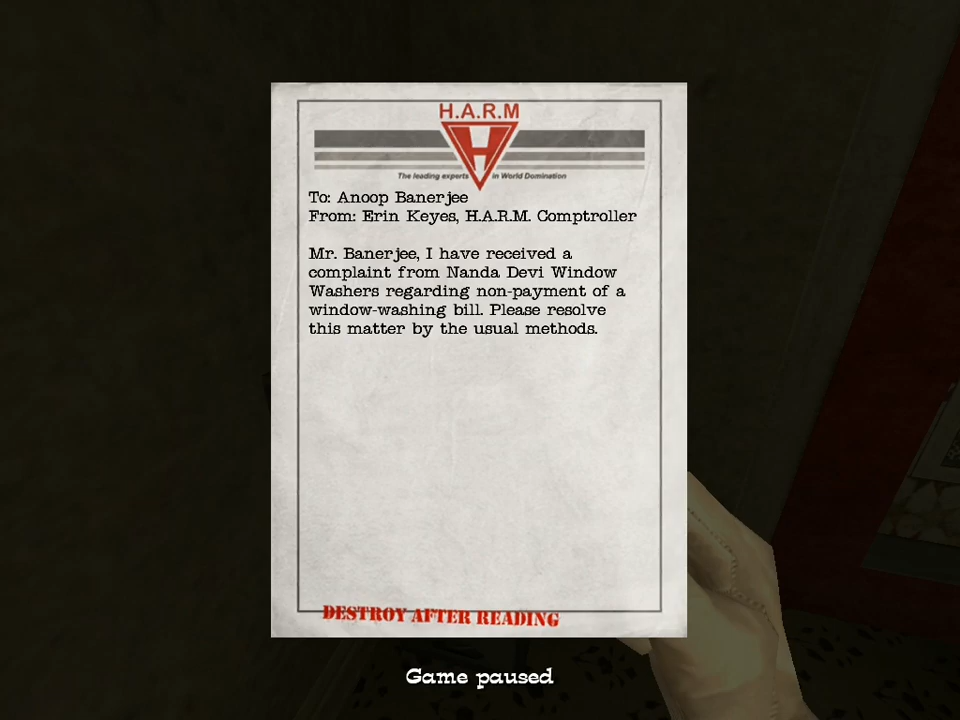 H.A.R.M
H
The leading experts in World Domination
To: Anoop Banerjee
From: Erin Keyes, H.A.R.M. Comptroller
Mr. Banerjee, I have received a
complaint from Nanda Devi Window
Washers regarding non-payment of a
window-washing bill. Please resolve
this matter by the usual methods.
DESTROY AFTER READING
Game paused